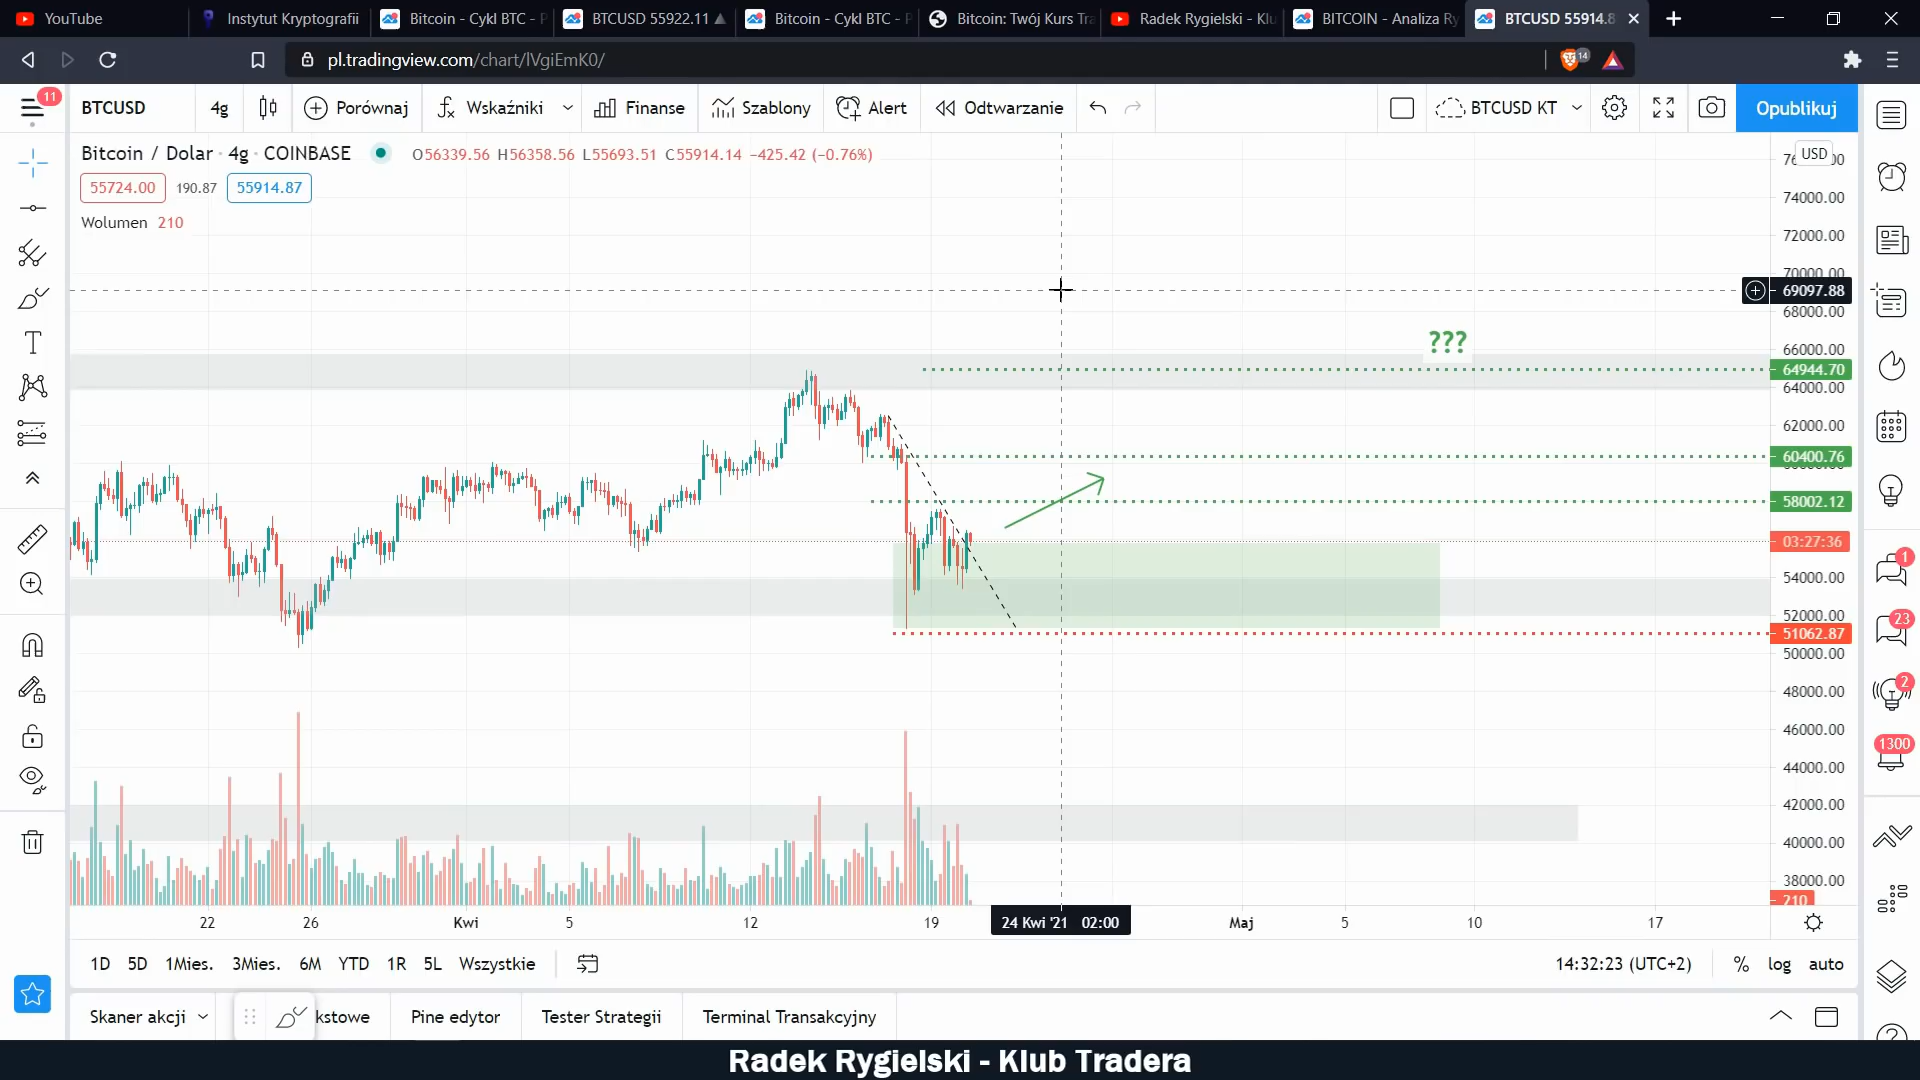 YouTube
Instytut Kryptografii
Bitcoin - Cykl BTC - P
BTCUSD 55922.11 ▲
Bitcoin - Cykl BTC - P
Bitcoin: Twój Kurs Tra
Radek Rygielski - Klu
BITCOIN - Analiza Ry
BTCUSD 55914.8
pl.tradingview.com/chart/lVgiEmK0/
14
11
BTCUSD
4g
Porównaj
Wskaźniki
Finanse
Szablony
Alert
Odtwarzanie
BTCUSD KT
Opublikuj
Bitcoin / Dolar · 4g · COINBASE
O56339.56 H56358.56 L55693.51 C55914.14 −425.42 (−0.76%)
55724.00 190.87 55914.87
Wolumen 210
USD
74000.00
72000.00
70000.00
69097.88
68000.00
???
66000.00
64944.70
64000.00
62000.00
60400.76
58002.12
03:27:36
54000.00
52000.00
51062.87
50000.00
48000.00
46000.00
44000.00
42000.00
40000.00
38000.00
210
1
23
2
1300
22
26
Kwi
5
12
19
24 Kwi '21 02:00
Maj
5
10
17
1D 5D 1Mies. 3Mies. 6M YTD 1R 5L Wszystkie
14:32:23 (UTC+2)
% log auto
Skaner akcji
kstowe
Pine edytor
Tester Strategii
Terminal Transakcyjny
Radek Rygielski - Klub Tradera